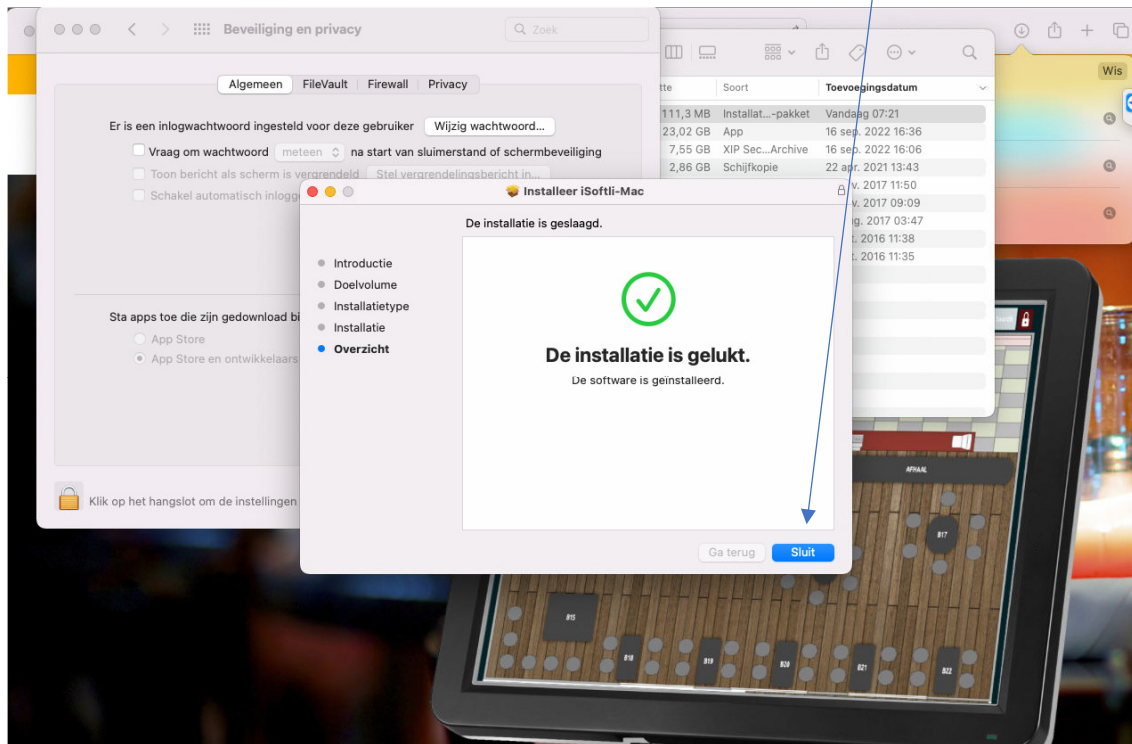 Beveiliging en privacy
Zoek
Algemeen
FileVault
Firewall
Privacy
Er is een inlogwachtwoord ingesteld voor deze gebruiker
Wijzig wachtwoord...
Vraag om wachtwoord
meteen
na start van sluimerstand of schermbeveiliging
Toon bericht als scherm is vergrendeld
Stel vergrendelingsbericht in...
Schakel automatisch
Sta apps toe die zijn gedownload
App Store
App Store en ontwikkelaars
Klik op het hangslot om de instellingen
Soort
Toevoegingsdatum
111,3 MB Installat...-pakket Vandaag 07:21
23,02 GB App 16 sep. 2022 16:36
7,55 GB XIP Sec...Archive 16 sep. 2022 16:06
2,86 GB Schijfkopie 22 apr. 2021 13:43
2017 11:50
2017 09:09
2017 03:47
2016 11:38
2016 11:35
Wis
Installeer iSoftli-Mac
De installatie is geslaagd.
Introductie
Doelvolume
Installatietype
Installatie
Overzicht
De installatie is gelukt.
De software is geïnstalleerd.
Ga terug
Sluit
AFHAAL
B17
B15
B18
B19
B20
B21
B22